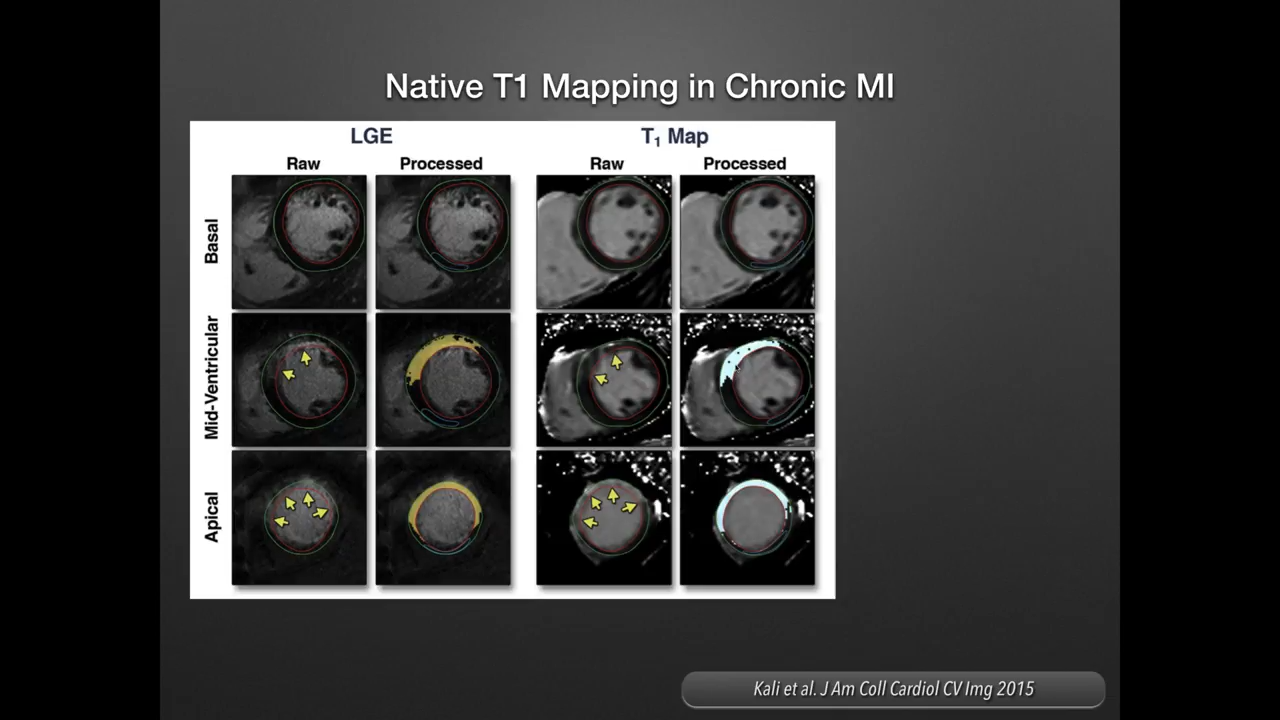 Native T1 Mapping in Chronic MI
LGE
T₁ Map
Raw
Processed
Raw
Processed
Basal
Mid-Ventricular
Apical
Kali et al. J Am Coll Cardiol CV Img 2015